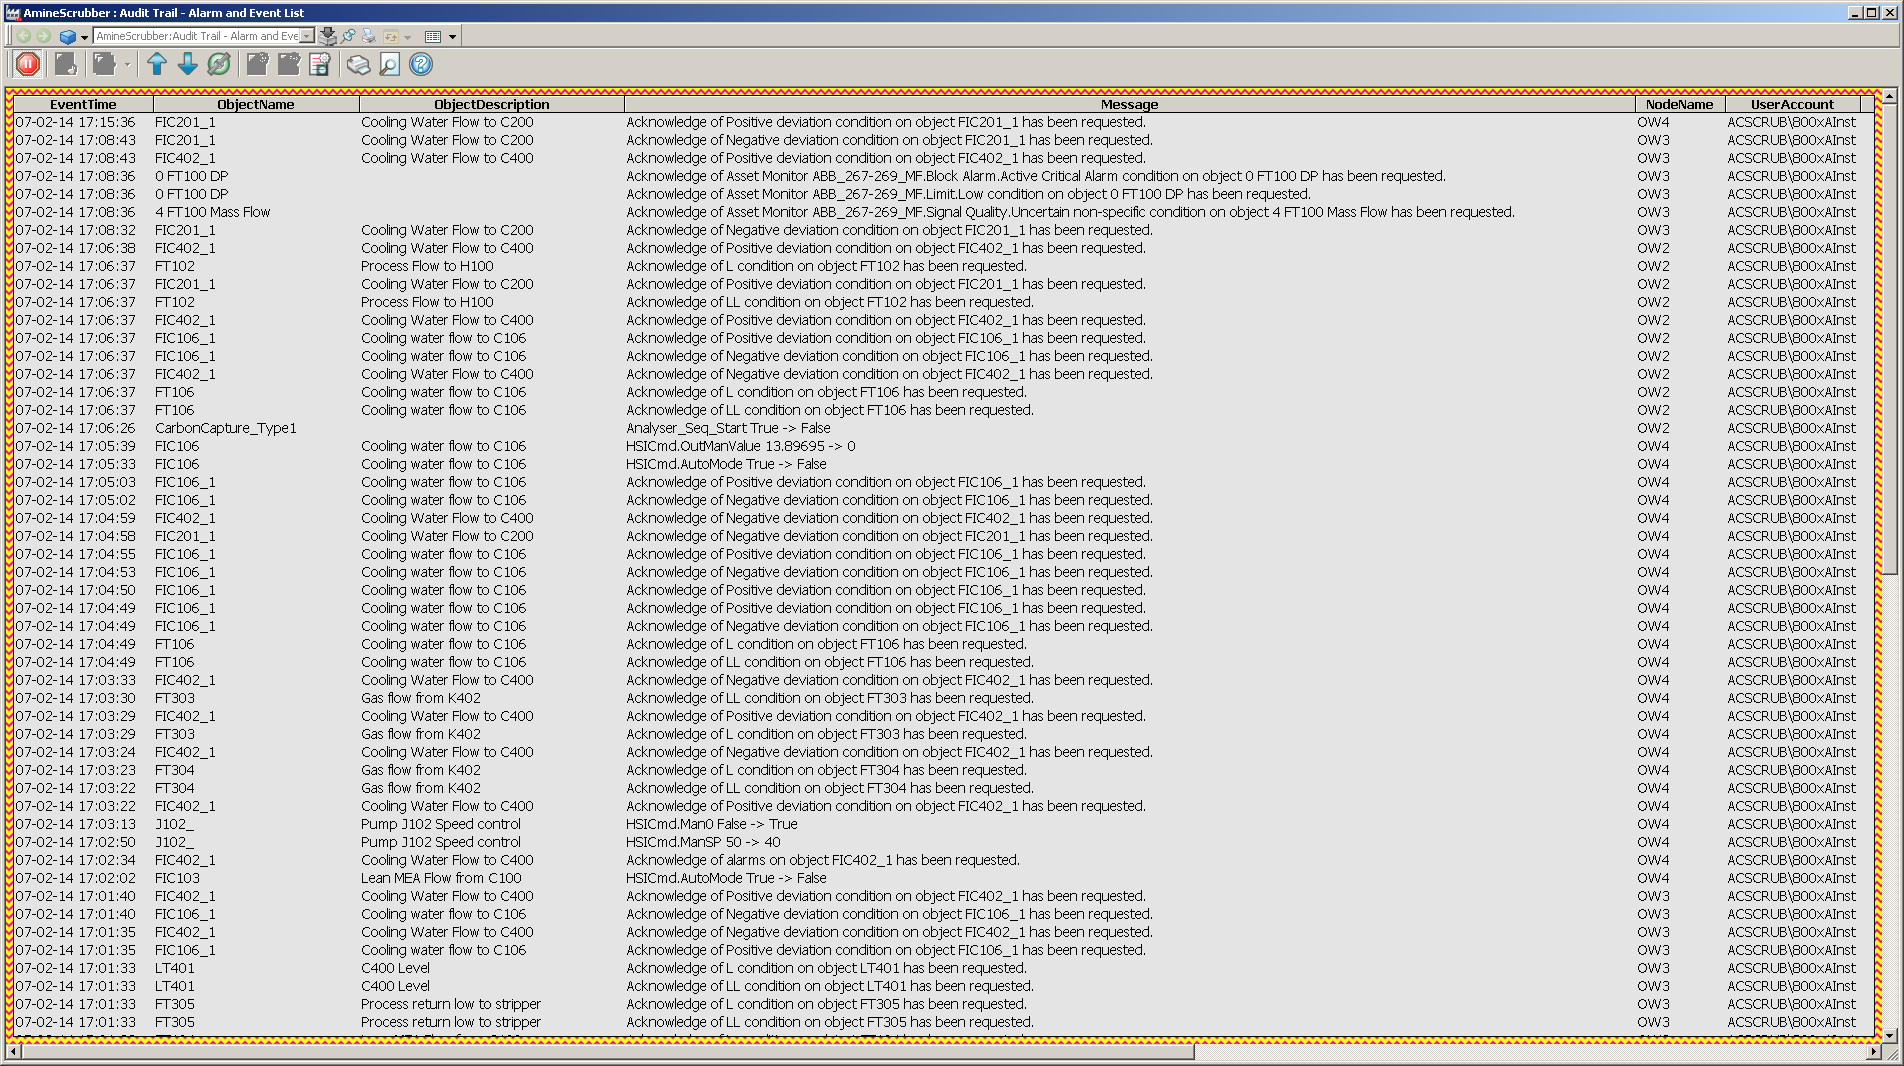 AmineScrubber : Audit Trail - Alarm and Event List
AmineScrubber:Audit Trail - Alarm and Eve
EventTime ObjectName ObjectDescription Message NodeName UserAccount
07-02-14 17:15:36 FIC201_1 Cooling Water Flow to C200 Acknowledge of Positive deviation condition on object FIC201_1 has been requested. OW4 ACSCRUB\800xAInst
07-02-14 17:08:43 FIC201_1 Cooling Water Flow to C200 Acknowledge of Negative deviation condition on object FIC201_1 has been requested. OW3 ACSCRUB\800xAInst
07-02-14 17:08:43 FIC402_1 Cooling Water Flow to C400 Acknowledge of Positive deviation condition on object FIC402_1 has been requested. OW3 ACSCRUB\800xAInst
07-02-14 17:08:36 0 FT100 DP Acknowledge of Asset Monitor ABB_267-269_MF.Block Alarm.Active Critical Alarm condition on object 0 FT100 DP has been requested. OW3 ACSCRUB\800xAInst
07-02-14 17:08:36 0 FT100 DP Acknowledge of Asset Monitor ABB_267-269_MF.Limit.Low condition on object 0 FT100 DP has been requested. OW3 ACSCRUB\800xAInst
07-02-14 17:08:36 4 FT100 Mass Flow Acknowledge of Asset Monitor ABB_267-269_MF.Signal Quality.Uncertain non-specific condition on object 4 FT100 Mass Flow has been requested. OW3 ACSCRUB\800xAInst
07-02-14 17:08:32 FIC201_1 Cooling Water Flow to C200 Acknowledge of Negative deviation condition on object FIC201_1 has been requested. OW3 ACSCRUB\800xAInst
07-02-14 17:06:38 FIC402_1 Cooling Water Flow to C400 Acknowledge of Positive deviation condition on object FIC402_1 has been requested. OW2 ACSCRUB\800xAInst
07-02-14 17:06:37 FT102 Process Flow to H100 Acknowledge of L condition on object FT102 has been requested. OW2 ACSCRUB\800xAInst
07-02-14 17:06:37 FIC201_1 Cooling Water Flow to C200 Acknowledge of Positive deviation condition on object FIC201_1 has been requested. OW2 ACSCRUB\800xAInst
07-02-14 17:06:37 FT102 Process Flow to H100 Acknowledge of LL condition on object FT102 has been requested. OW2 ACSCRUB\800xAInst
07-02-14 17:06:37 FIC402_1 Cooling Water Flow to C400 Acknowledge of Positive deviation condition on object FIC402_1 has been requested. OW2 ACSCRUB\800xAInst
07-02-14 17:06:37 FIC106_1 Cooling water flow to C106 Acknowledge of Positive deviation condition on object FIC106_1 has been requested. OW2 ACSCRUB\800xAInst
07-02-14 17:06:37 FIC106_1 Cooling water flow to C106 Acknowledge of Negative deviation condition on object FIC106_1 has been requested. OW2 ACSCRUB\800xAInst
07-02-14 17:06:37 FIC402_1 Cooling Water Flow to C400 Acknowledge of Negative deviation condition on object FIC402_1 has been requested. OW2 ACSCRUB\800xAInst
07-02-14 17:06:37 FT106 Cooling water flow to C106 Acknowledge of L condition on object FT106 has been requested. OW2 ACSCRUB\800xAInst
07-02-14 17:06:37 FT106 Cooling water flow to C106 Acknowledge of LL condition on object FT106 has been requested. OW2 ACSCRUB\800xAInst
07-02-14 17:06:26 CarbonCapture_Type1 Analyser_Seq_Start True -> False OW2 ACSCRUB\800xAInst
07-02-14 17:05:39 FIC106 Cooling water flow to C106 HSICmd.OutManValue 13.89695 -> 0 OW4 ACSCRUB\800xAInst
07-02-14 17:05:33 FIC106 Cooling water flow to C106 HSICmd.AutoMode True -> False OW4 ACSCRUB\800xAInst
07-02-14 17:05:03 FIC106_1 Cooling water flow to C106 Acknowledge of Positive deviation condition on object FIC106_1 has been requested. OW4 ACSCRUB\800xAInst
07-02-14 17:05:02 FIC106_1 Cooling water flow to C106 Acknowledge of Negative deviation condition on object FIC106_1 has been requested. OW4 ACSCRUB\800xAInst
07-02-14 17:04:59 FIC402_1 Cooling Water Flow to C400 Acknowledge of Negative deviation condition on object FIC402_1 has been requested. OW4 ACSCRUB\800xAInst
07-02-14 17:04:58 FIC201_1 Cooling Water Flow to C200 Acknowledge of Negative deviation condition on object FIC201_1 has been requested. OW4 ACSCRUB\800xAInst
07-02-14 17:04:55 FIC106_1 Cooling water flow to C106 Acknowledge of Positive deviation condition on object FIC106_1 has been requested. OW4 ACSCRUB\800xAInst
07-02-14 17:04:53 FIC106_1 Cooling water flow to C106 Acknowledge of Negative deviation condition on object FIC106_1 has been requested. OW4 ACSCRUB\800xAInst
07-02-14 17:04:50 FIC106_1 Cooling water flow to C106 Acknowledge of Positive deviation condition on object FIC106_1 has been requested. OW4 ACSCRUB\800xAInst
07-02-14 17:04:49 FIC106_1 Cooling water flow to C106 Acknowledge of Positive deviation condition on object FIC106_1 has been requested. OW4 ACSCRUB\800xAInst
07-02-14 17:04:49 FIC106_1 Cooling water flow to C106 Acknowledge of Negative deviation condition on object FIC106_1 has been requested. OW4 ACSCRUB\800xAInst
07-02-14 17:04:49 FT106 Cooling water flow to C106 Acknowledge of L condition on object FT106 has been requested. OW4 ACSCRUB\800xAInst
07-02-14 17:04:49 FT106 Cooling water flow to C106 Acknowledge of LL condition on object FT106 has been requested. OW4 ACSCRUB\800xAInst
07-02-14 17:03:33 FIC402_1 Cooling Water Flow to C400 Acknowledge of Negative deviation condition on object FIC402_1 has been requested. OW4 ACSCRUB\800xAInst
07-02-14 17:03:30 FT303 Gas flow from K402 Acknowledge of LL condition on object FT303 has been requested. OW4 ACSCRUB\800xAInst
07-02-14 17:03:29 FIC402_1 Cooling Water Flow to C400 Acknowledge of Positive deviation condition on object FIC402_1 has been requested. OW4 ACSCRUB\800xAInst
07-02-14 17:03:29 FT303 Gas flow from K402 Acknowledge of L condition on object FT303 has been requested. OW4 ACSCRUB\800xAInst
07-02-14 17:03:24 FIC402_1 Cooling Water Flow to C400 Acknowledge of Negative deviation condition on object FIC402_1 has been requested. OW4 ACSCRUB\800xAInst
07-02-14 17:03:23 FT304 Gas flow from K402 Acknowledge of L condition on object FT304 has been requested. OW4 ACSCRUB\800xAInst
07-02-14 17:03:22 FT304 Gas flow from K402 Acknowledge of LL condition on object FT304 has been requested. OW4 ACSCRUB\800xAInst
07-02-14 17:03:22 FIC402_1 Cooling Water Flow to C400 Acknowledge of Positive deviation condition on object FIC402_1 has been requested. OW4 ACSCRUB\800xAInst
07-02-14 17:03:13 J102_ Pump J102 Speed control HSICmd.Man0 False -> True OW4 ACSCRUB\800xAInst
07-02-14 17:02:50 J102_ Pump J102 Speed control HSICmd.ManSP 50 -> 40 OW4 ACSCRUB\800xAInst
07-02-14 17:02:34 FIC402_1 Cooling Water Flow to C400 Acknowledge of alarms on object FIC402_1 has been requested. OW4 ACSCRUB\800xAInst
07-02-14 17:02:02 FIC103 Lean MEA Flow from C100 HSICmd.AutoMode True -> False OW4 ACSCRUB\800xAInst
07-02-14 17:01:40 FIC402_1 Cooling Water Flow to C400 Acknowledge of Positive deviation condition on object FIC402_1 has been requested. OW3 ACSCRUB\800xAInst
07-02-14 17:01:40 FIC106_1 Cooling water flow to C106 Acknowledge of Negative deviation condition on object FIC106_1 has been requested. OW3 ACSCRUB\800xAInst
07-02-14 17:01:35 FIC402_1 Cooling Water Flow to C400 Acknowledge of Negative deviation condition on object FIC402_1 has been requested. OW3 ACSCRUB\800xAInst
07-02-14 17:01:35 FIC106_1 Cooling water flow to C106 Acknowledge of Positive deviation condition on object FIC106_1 has been requested. OW3 ACSCRUB\800xAInst
07-02-14 17:01:33 LT401 C400 Level Acknowledge of L condition on object LT401 has been requested. OW3 ACSCRUB\800xAInst
07-02-14 17:01:33 LT401 C400 Level Acknowledge of LL condition on object LT401 has been requested. OW3 ACSCRUB\800xAInst
07-02-14 17:01:33 FT305 Process return low to stripper Acknowledge of L condition on object FT305 has been requested. OW3 ACSCRUB\800xAInst
07-02-14 17:01:33 FT305 Process return low to stripper Acknowledge of LL condition on object FT305 has been requested. OW3 ACSCRUB\800xAInst